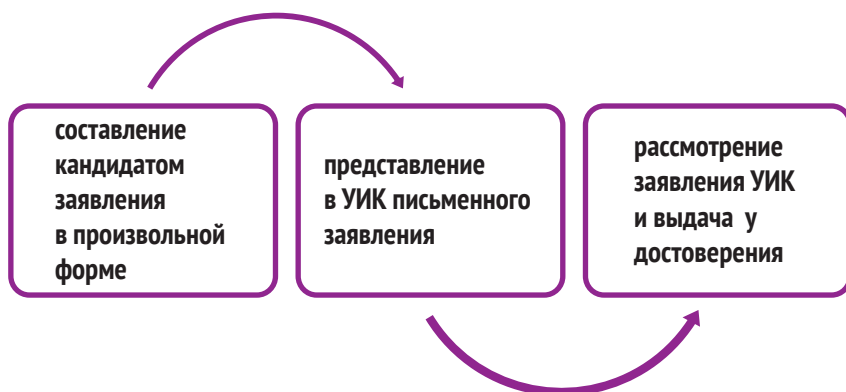 составление
кандидатом
заявления
в произвольной
форме
представление
в УИК письменного
заявления
рассмотрение
заявления УИК
и выдача у
достоверения